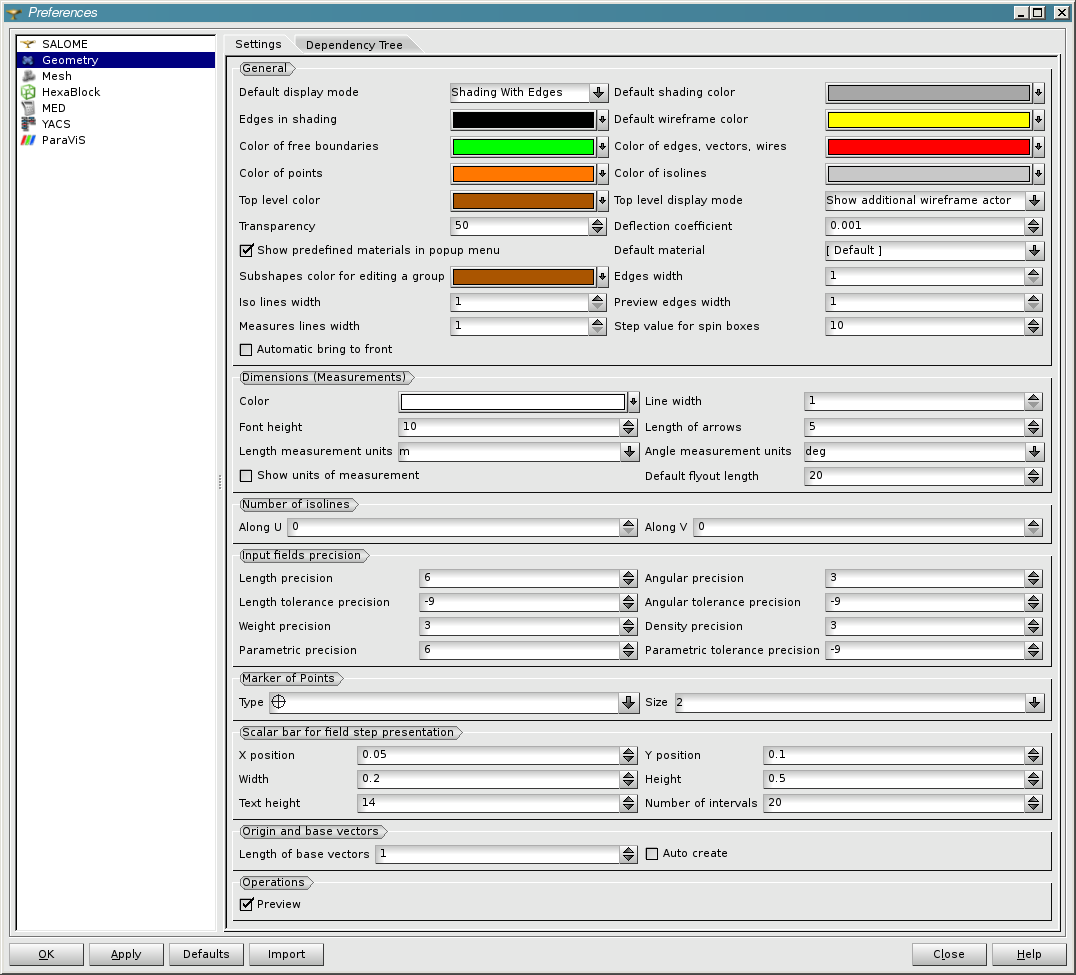 Preferences
SALOME
Geometry
Mesh
HexaBlock
MED
YACS
ParaViS
Settings Dependency Tree
General
Default display mode Shading With Edges Default shading color
Edges in shading Default wireframe color
Color of free boundaries Color of edges, vectors, wires
Color of points Color of isolines
Top level color Top level display mode Show additional wireframe actor
Transparency 50 Deflection coefficient 0.001
Show predefined materials in popup menu Default material [ Default ]
Subshapes color for editing a group Edges width 1
Iso lines width 1 Preview edges width 1
Measures lines width 1 Step value for spin boxes 10
Automatic bring to front
Dimensions (Measurements)
Color Line width 1
Font height 10 Length of arrows 5
Length measurement units m Angle measurement units deg
Show units of measurement Default flyout length 20
Number of isolines
Along U 0 Along V 0
Input fields precision
Length precision 6 Angular precision 3
Length tolerance precision -9 Angular tolerance precision -9
Weight precision 3 Density precision 3
Parametric precision 6 Parametric tolerance precision -9
Marker of Points
Type Size 2
Scalar bar for field step presentation
X position 0.05 Y position 0.1
Width 0.2 Height 0.5
Text height 14 Number of intervals 20
Origin and base vectors
Length of base vectors 1 Auto create
Operations
Preview
OK Apply Defaults Import Close Help